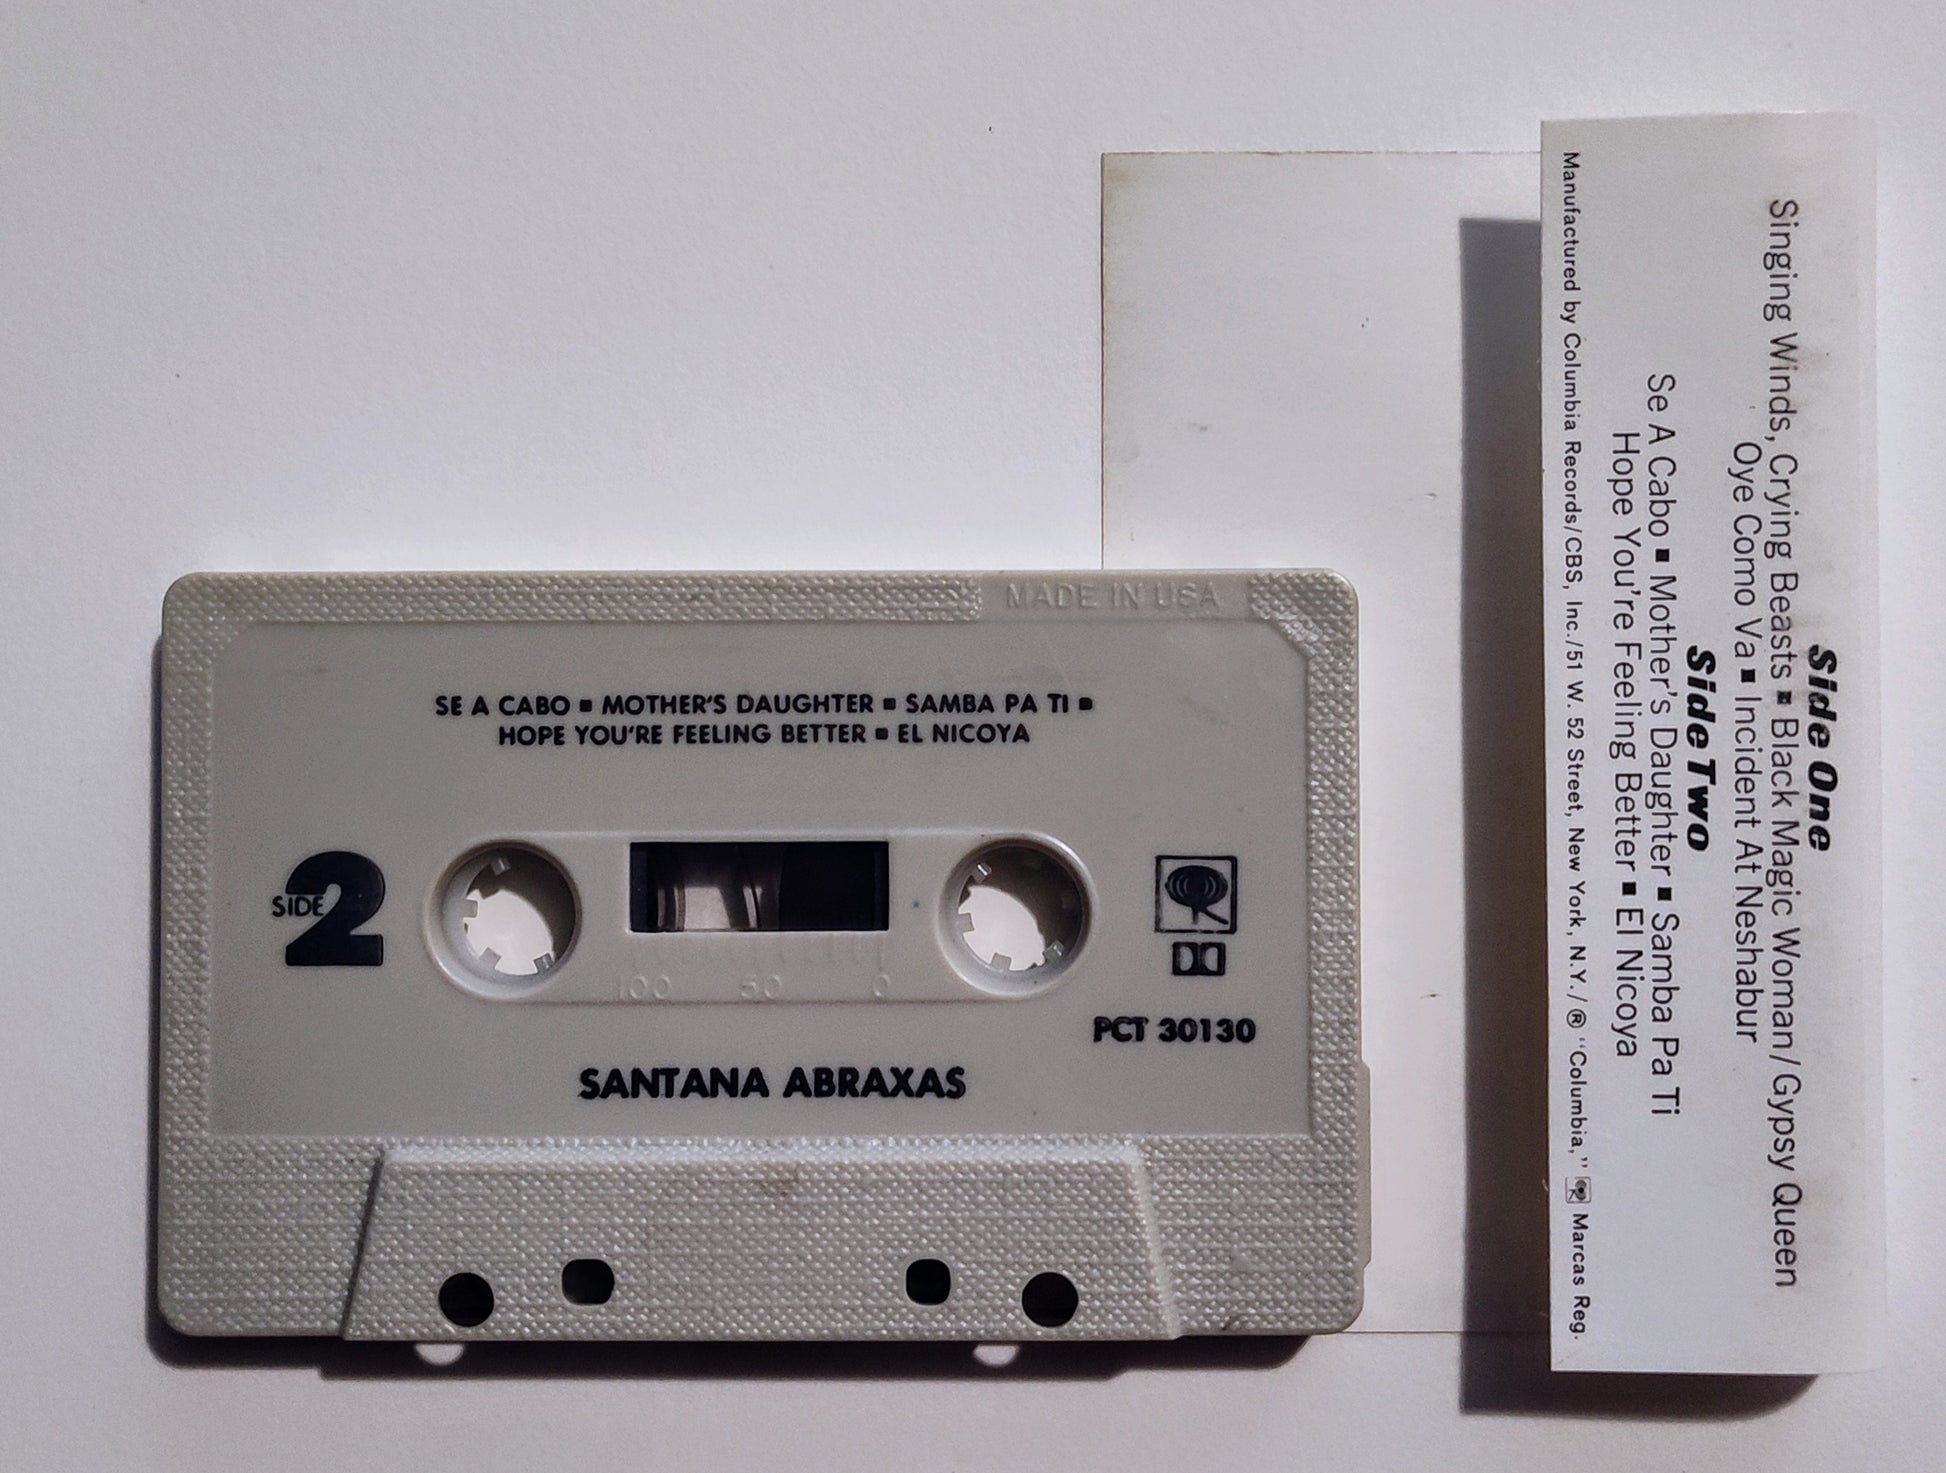 MADE IN USA
SE A CABO ▪ MOTHER'S DAUGHTER ▪ SAMBA PA TI ▪
HOPE YOU'RE FEELING BETTER ▪ EL NICOYA
SIDE 2
100 50 0
PCT 30130
SANTANA ABRAXAS
Side One
Singing Winds, Crying Beasts ▪ Black Magic Woman/Gypsy Queen
Oye Como Va ▪ Incident At Neshabur
Side Two
Se A Cabo ▪ Mother's Daughter ▪ Samba Pa Ti
Hope You're Feeling Better ▪ El Nicoya
Manufactured by Columbia Records/CBS, Inc./51 W. 52 Street, New York, N.Y./® "Columbia," Marcas Reg.